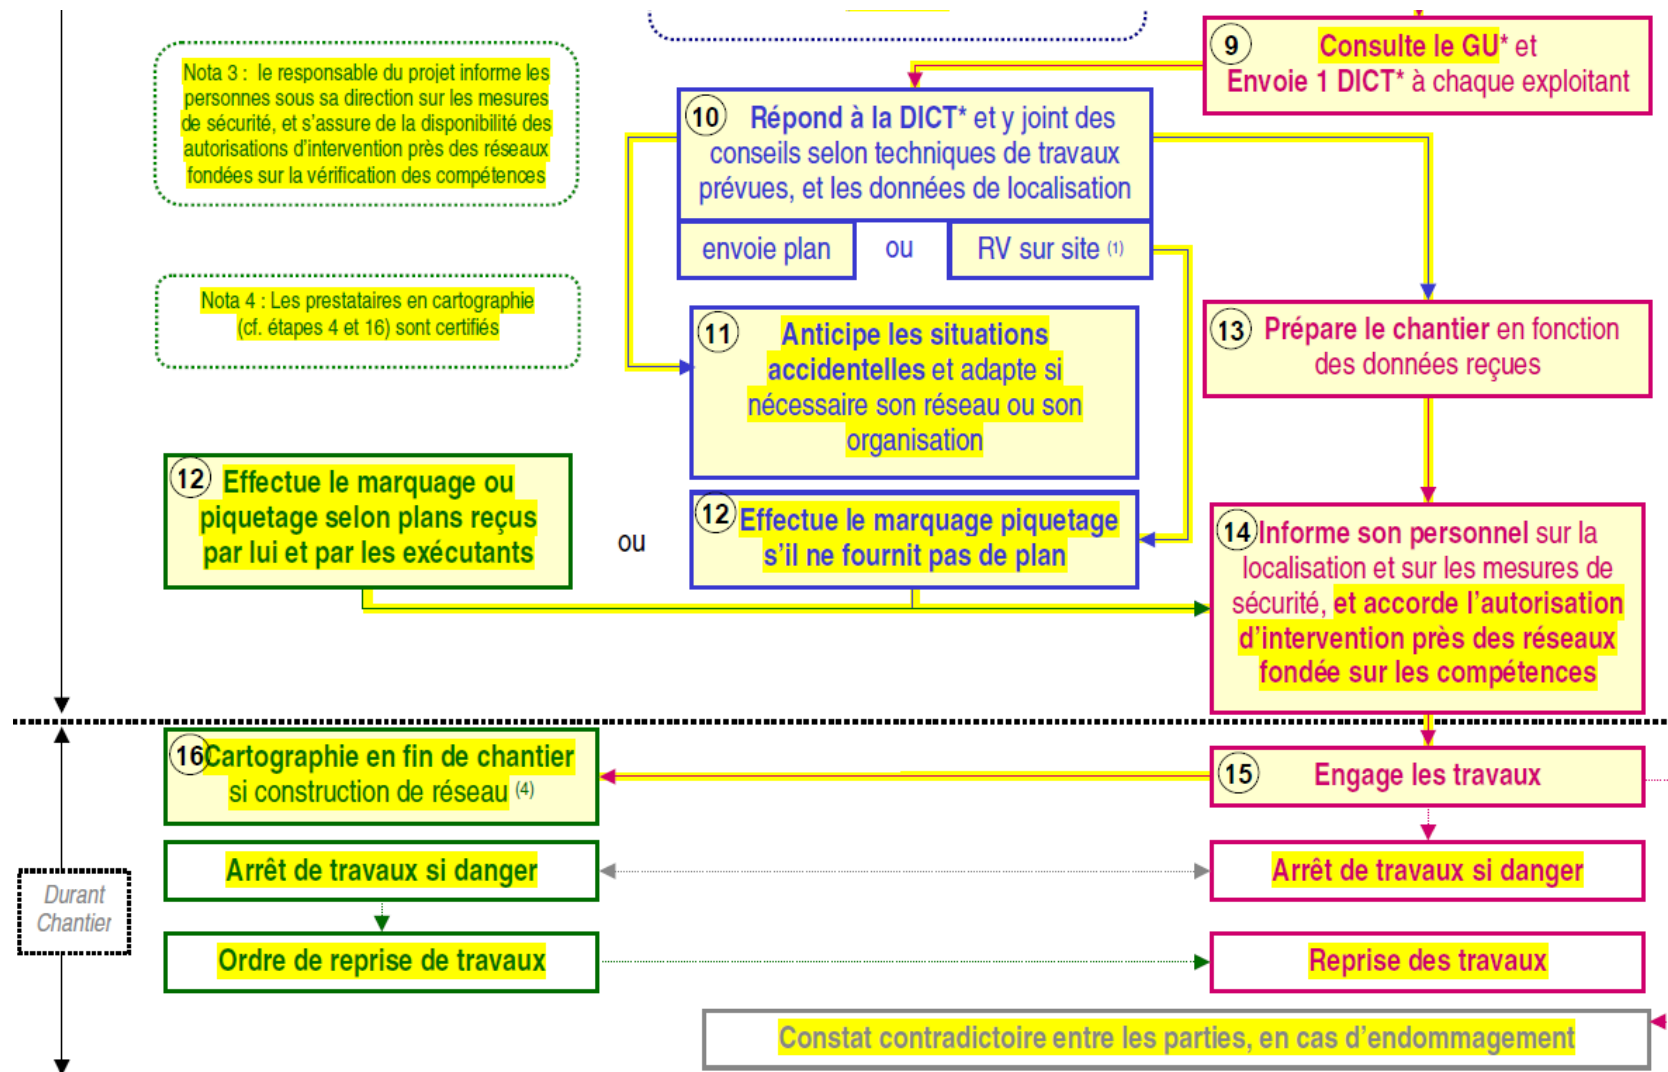 9
Consulte le GU* et
Envoie 1 DICT* à chaque exploitant
Nota 3 : le responsable du projet informe les
personnes sous sa direction sur les mesures
de sécurité, et s’assure de la disponibilité des
autorisations d’intervention près des réseaux
fondées sur la vérification des compétences
10
Répond à la DICT* et y joint des
conseils selon techniques de travaux
prévues, et les données de localisation
envoie plan
ou
RV sur site (1)
Nota 4 : Les prestataires en cartographie
(cf. étapes 4 et 16) sont certifiés
11
Anticipe les situations
accidentelles et adapte si
nécessaire son réseau ou son
organisation
13
Prépare le chantier en fonction
des données reçues
12
Effectue le marquage ou
piquetage selon plans reçus
par lui et par les exécutants
ou
12
Effectue le marquage piquetage
s’il ne fournit pas de plan
14
Informe son personnel sur la
localisation et sur les mesures de
sécurité, et accorde l’autorisation
d’intervention près des réseaux
fondée sur les compétences
16
Cartographie en fin de chantier
si construction de réseau (4)
15
Engage les travaux
Arrêt de travaux si danger
Arrêt de travaux si danger
Durant
Chantier
Ordre de reprise de travaux
Reprise des travaux
Constat contradictoire entre les parties, en cas d’endommagement